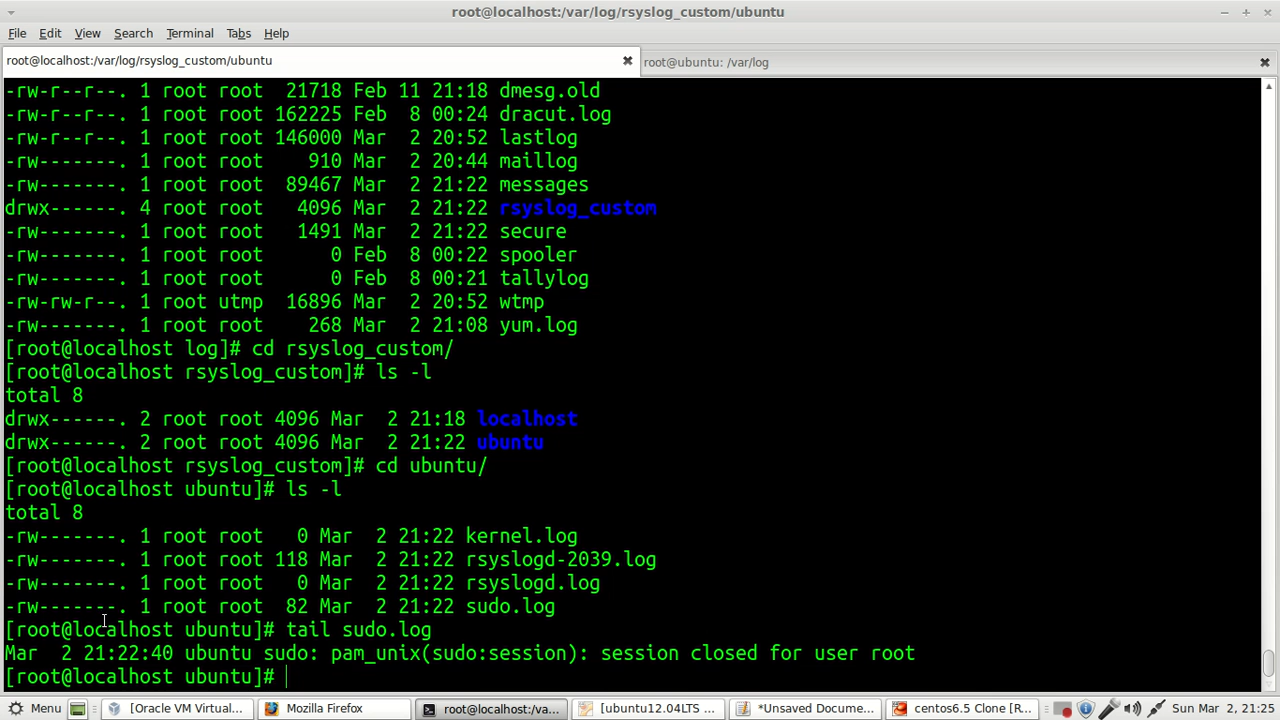 root@localhost:/var/log/rsyslog_custom/ubuntu
File Edit View Search Terminal Tabs Help
root@localhost:/var/log/rsyslog_custom/ubuntu root@ubuntu: /var/log
-rw-r--r--. 1 root root  21718 Feb 11 21:18 dmesg.old
-rw-r--r--. 1 root root 162225 Feb  8 00:24 dracut.log
-rw-r--r--. 1 root root 146000 Mar  2 20:52 lastlog
-rw-------. 1 root root    910 Mar  2 20:44 maillog
-rw-------. 1 root root  89467 Mar  2 21:22 messages
drwx------. 4 root root   4096 Mar  2 21:22 rsyslog_custom
-rw-------. 1 root root   1491 Mar  2 21:22 secure
-rw-------. 1 root root      0 Feb  8 00:22 spooler
-rw-------. 1 root root      0 Feb  8 00:21 tallylog
-rw-rw-r--. 1 root utmp  16896 Mar  2 20:52 wtmp
-rw-------. 1 root root    268 Mar  2 21:08 yum.log
[root@localhost log]# cd rsyslog_custom/
[root@localhost rsyslog_custom]# ls -l
total 8
drwx------. 2 root root 4096 Mar  2 21:18 localhost
drwx------. 2 root root 4096 Mar  2 21:22 ubuntu
[root@localhost rsyslog_custom]# cd ubuntu/
[root@localhost ubuntu]# ls -l
total 8
-rw-------. 1 root root   0 Mar  2 21:22 kernel.log
-rw-------. 1 root root 118 Mar  2 21:22 rsyslogd-2039.log
-rw-------. 1 root root   0 Mar  2 21:22 rsyslogd.log
-rw-------. 1 root root  82 Mar  2 21:22 sudo.log
[root@localhost ubuntu]# tail sudo.log
Mar  2 21:22:40 ubuntu sudo: pam_unix(sudo:session): session closed for user root
[root@localhost ubuntu]#
Menu [Oracle VM Virtual... Mozilla Firefox root@localhost:/va... [ubuntu12.04LTS ... *Unsaved Docume... centos6.5 Clone [R... Sun Mar 2, 21:25